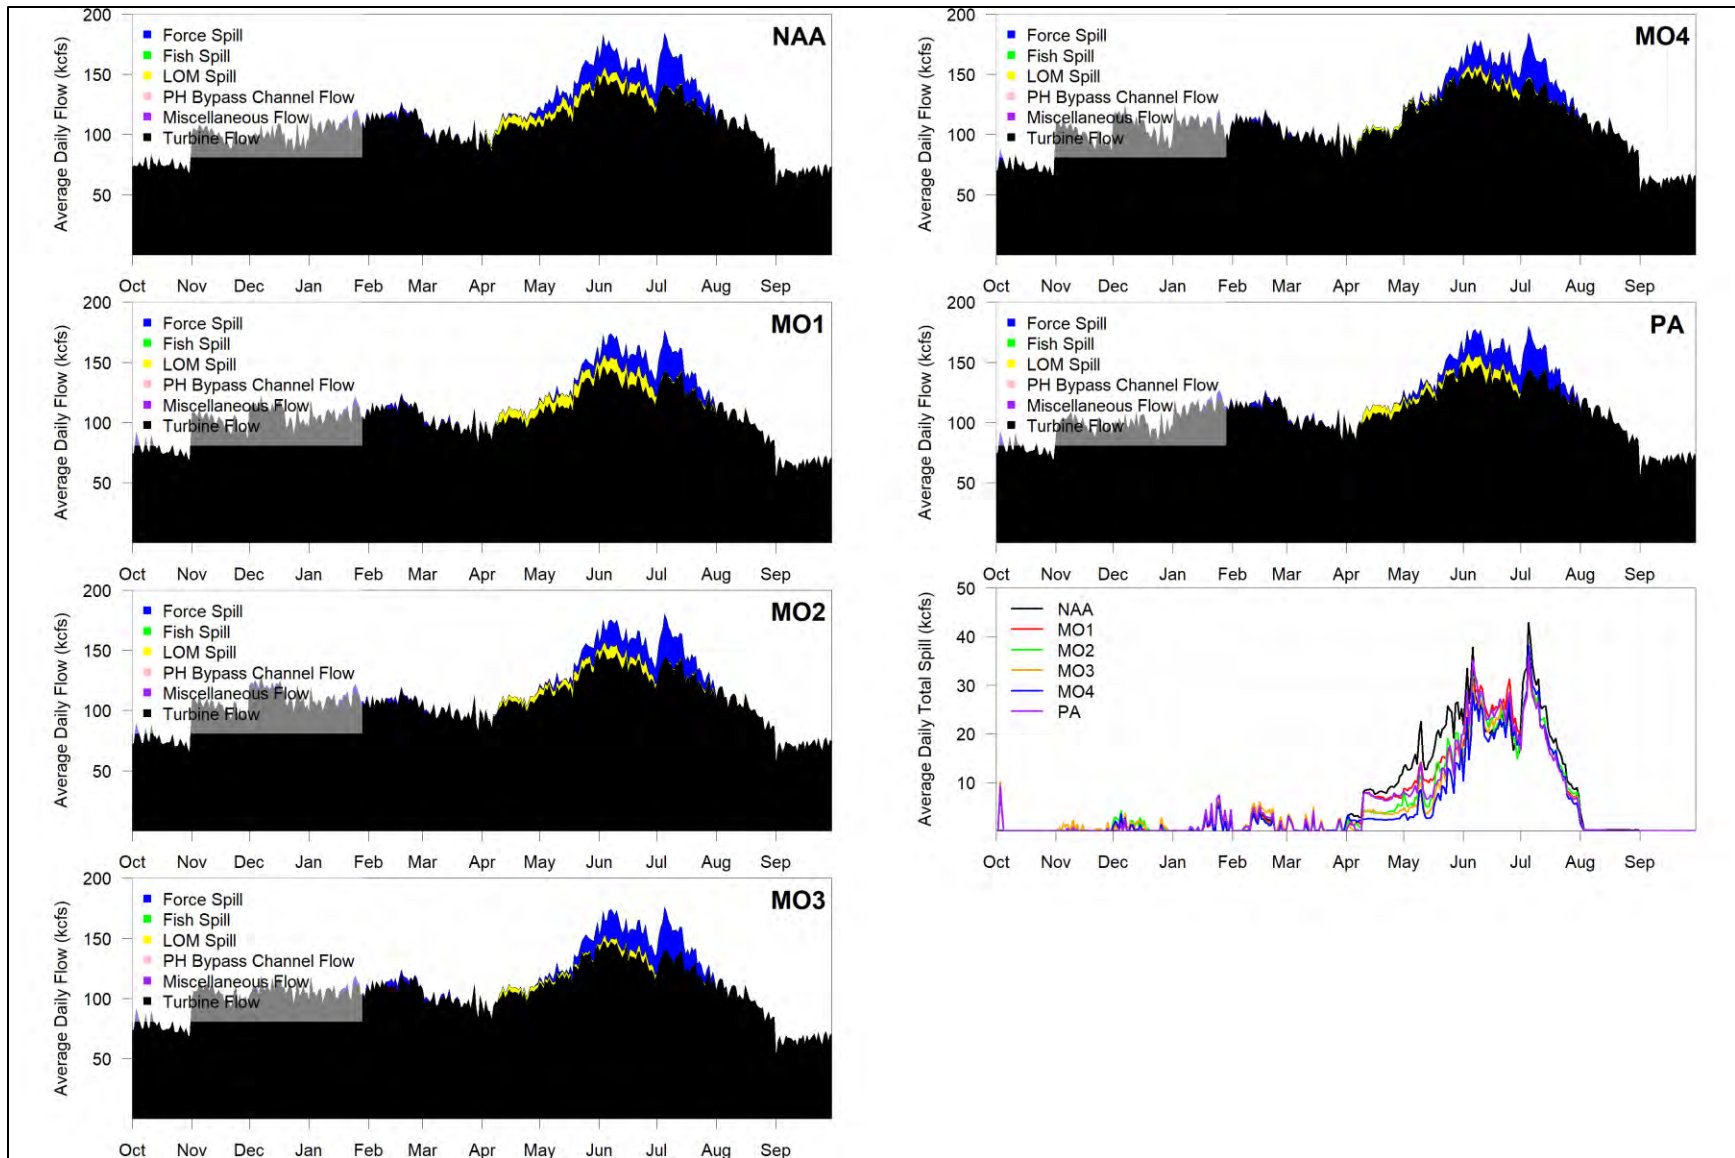 200
150
100
50
Average Daily Flow (kcfs)
Force Spill
Fish Spill
LOM Spill
PH Bypass Channel Flow
Miscellaneous Flow
Turbine Flow
NAA
Oct Nov Dec Jan Feb Mar Apr May Jun Jul Aug Sep
200
150
100
50
Average Daily Flow (kcfs)
Force Spill
Fish Spill
LOM Spill
PH Bypass Channel Flow
Miscellaneous Flow
Turbine Flow
MO1
Oct Nov Dec Jan Feb Mar Apr May Jun Jul Aug Sep
200
150
100
50
Average Daily Flow (kcfs)
Force Spill
Fish Spill
LOM Spill
PH Bypass Channel Flow
Miscellaneous Flow
Turbine Flow
MO2
Oct Nov Dec Jan Feb Mar Apr May Jun Jul Aug Sep
200
150
100
50
Average Daily Flow (kcfs)
Force Spill
Fish Spill
LOM Spill
PH Bypass Channel Flow
Miscellaneous Flow
Turbine Flow
MO3
Oct Nov Dec Jan Feb Mar Apr May Jun Jul Aug Sep
200
150
100
50
Average Daily Flow (kcfs)
Force Spill
Fish Spill
LOM Spill
PH Bypass Channel Flow
Miscellaneous Flow
Turbine Flow
MO4
Oct Nov Dec Jan Feb Mar Apr May Jun Jul Aug Sep
200
150
100
50
Average Daily Flow (kcfs)
Force Spill
Fish Spill
LOM Spill
PH Bypass Channel Flow
Miscellaneous Flow
Turbine Flow
PA
Oct Nov Dec Jan Feb Mar Apr May Jun Jul Aug Sep
50
40
30
20
10
Average Daily Total Spill (kcfs)
NAA
MO1
MO2
MO3
MO4
PA
Oct Nov Dec Jan Feb Mar Apr May Jun Jul Aug Sep